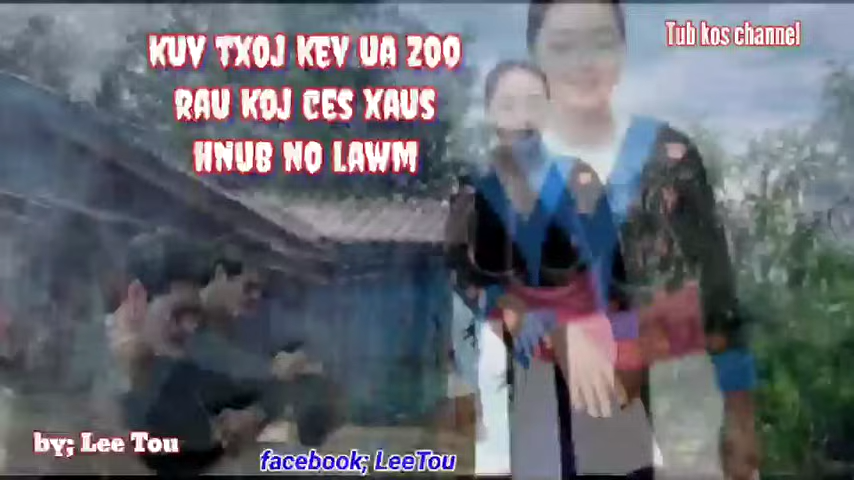 KUV TXOJ KEV UA ZOO
RAU KOJ CES XAUS
HNUB NO LAWM
Tub kos channel
by; Lee Tou
facebook; LeeTou